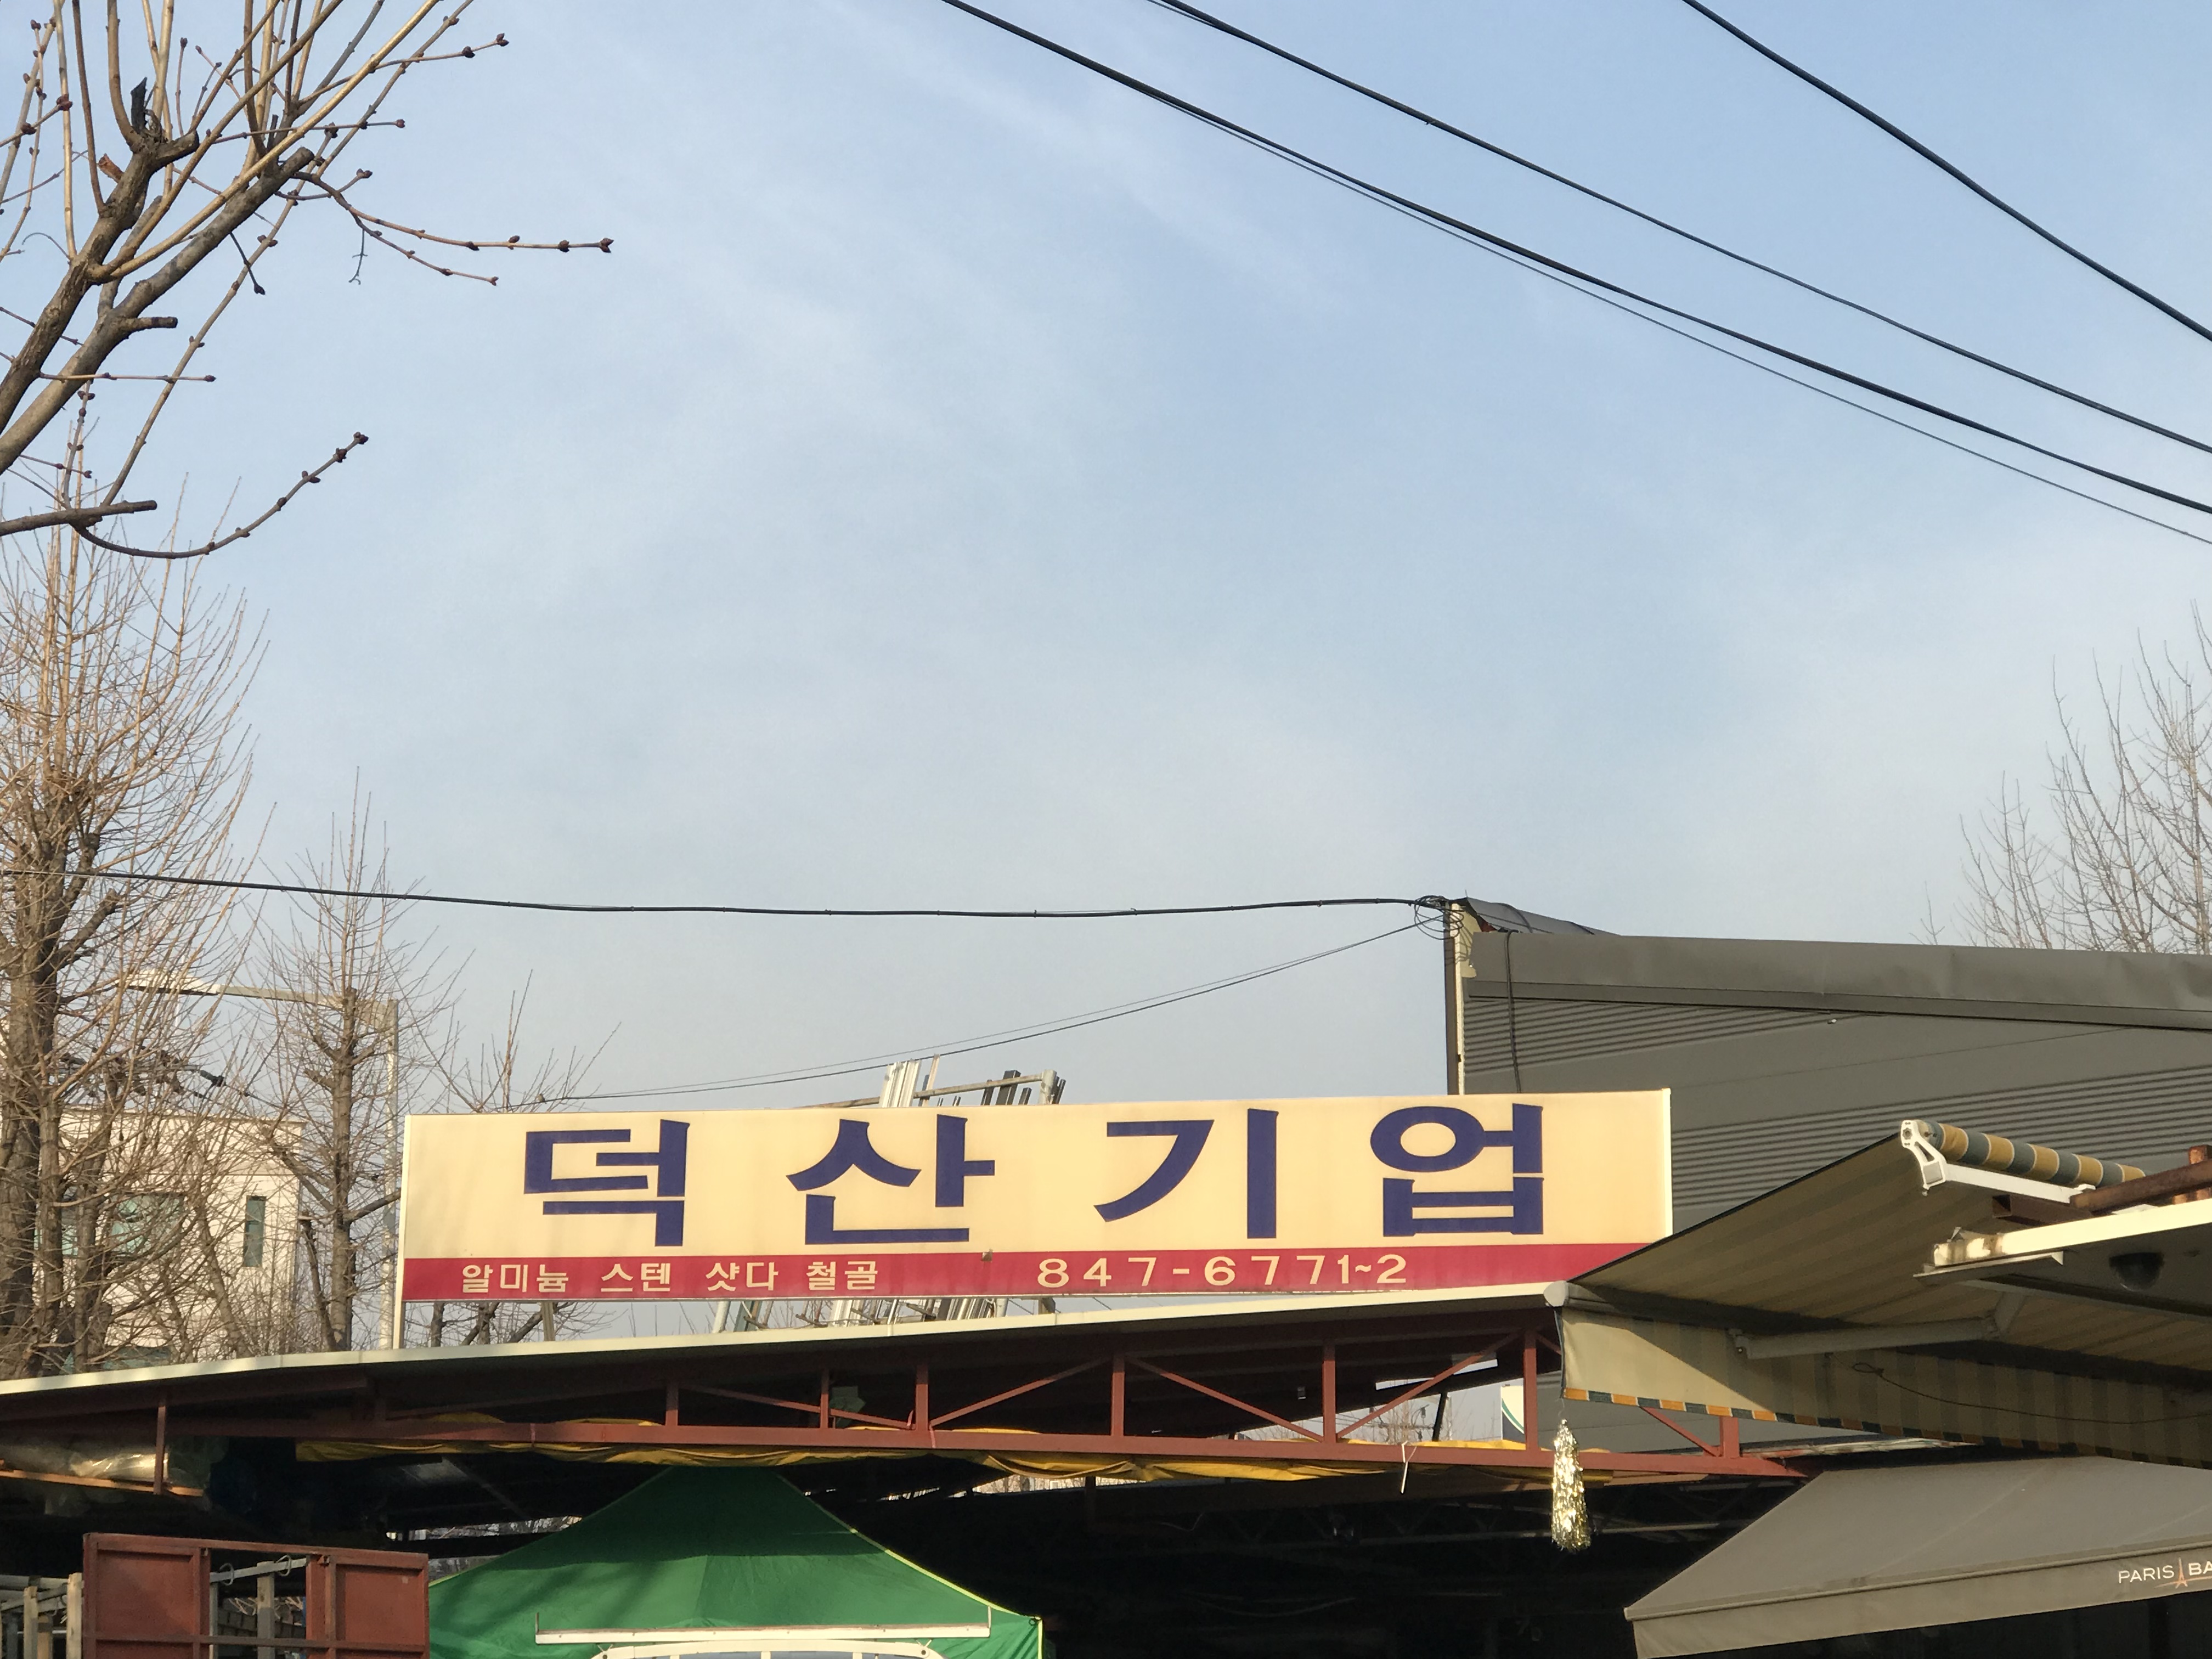 덕산기업
알미늄 스텐 샷다 철골 847-6771~2
PARIS BA